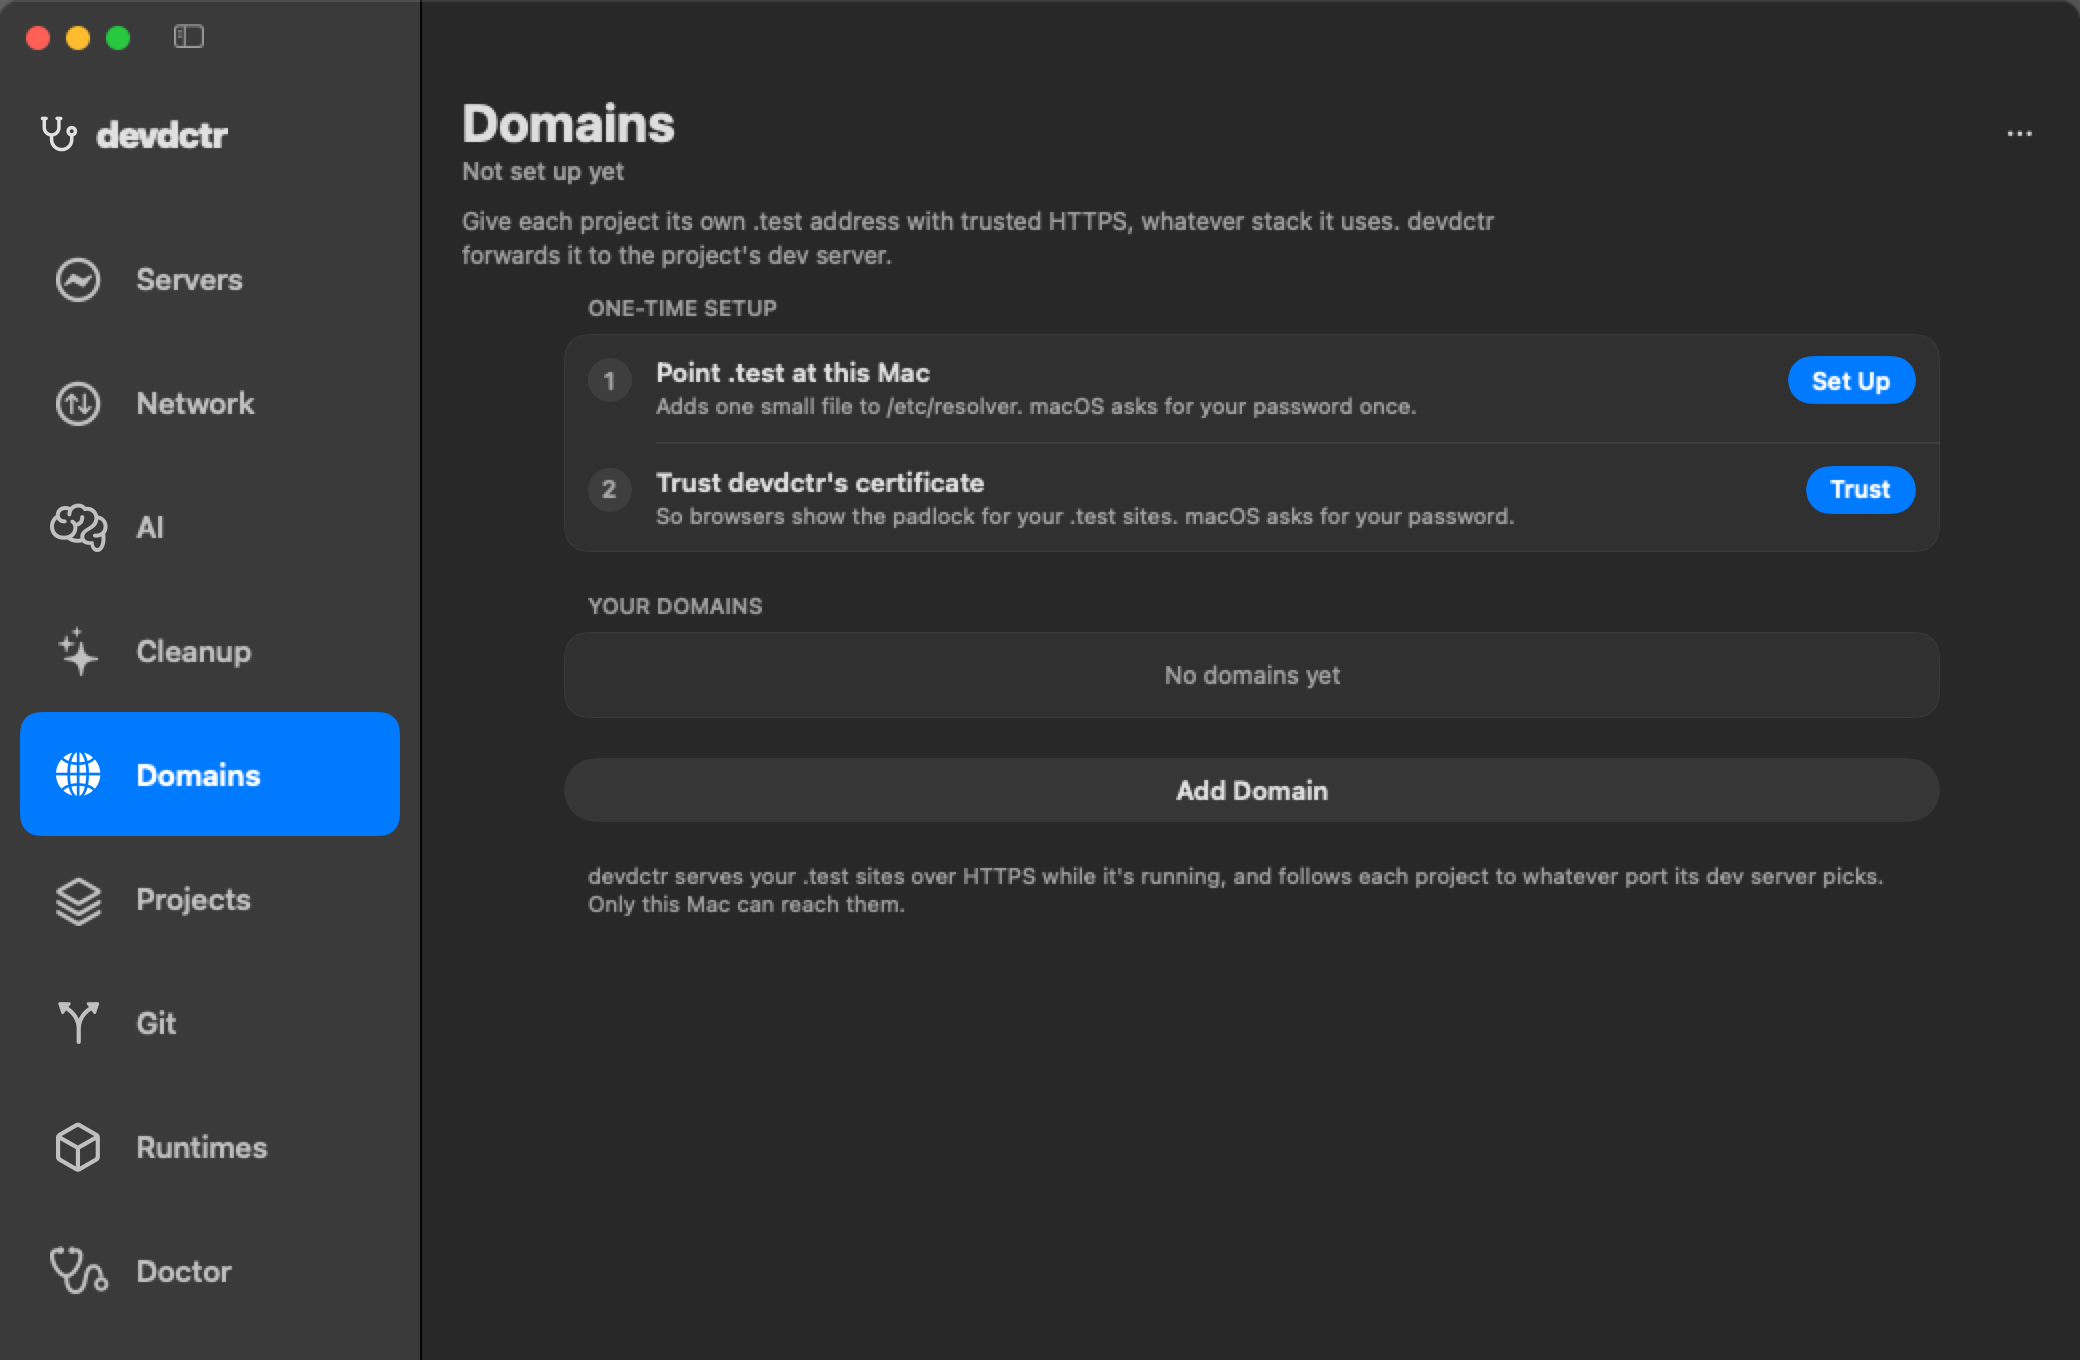 devdctr
Servers
Network
AI
Cleanup
Domains
Projects
Git
Runtimes
Doctor
Domains
...
Not set up yet
Give each project its own .test address with trusted HTTPS, whatever stack it uses. devdctr
forwards it to the project's dev server.
ONE-TIME SETUP
1
Point .test at this Mac
Adds one small file to /etc/resolver. macOS asks for your password once.
Set Up
2
Trust devdctr's certificate
So browsers show the padlock for your .test sites. macOS asks for your password.
Trust
YOUR DOMAINS
No domains yet
Add Domain
devdctr serves your .test sites over HTTPS while it's running, and follows each project to whatever port its dev server picks.
Only this Mac can reach them.